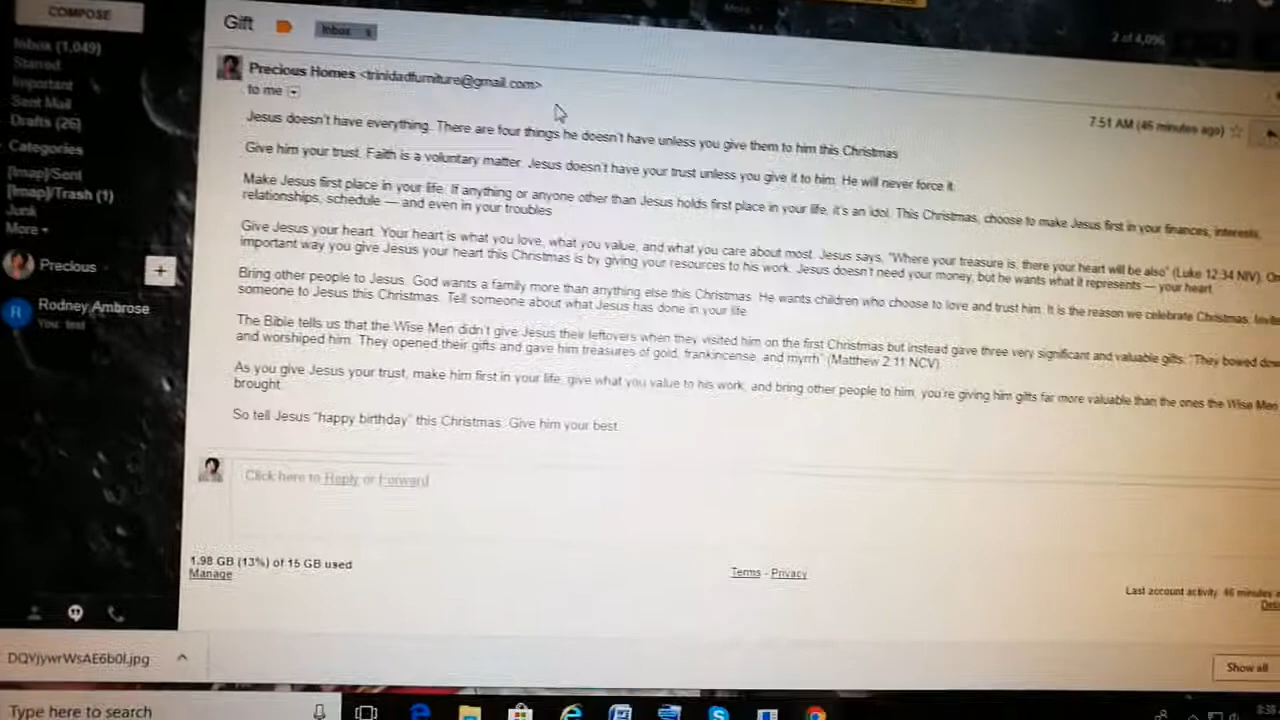 COMPOSE
Inbox (1,049)
Starred
Important
Sent Mail
Drafts (26)
Categories
[Imap]/Sent
[Imap]/Trash (1)
Junk
More
Precious
+
R
Rodney Ambrose
You: test
Gift
Inbox x
2 of 4,096
Precious Homes <trinidadfurniture@gmail.com>
to me
7:51 AM (46 minutes ago)
Jesus doesn't have everything. There are four things he doesn't have unless you give them to him this Christmas
Give him your trust. Faith is a voluntary matter. Jesus doesn't have your trust unless you give it to him. He will never force it.
Make Jesus first place in your life. If anything or anyone other than Jesus holds first place in your life, it's an idol. This Christmas, choose to make Jesus first in your finances, interests,
relationships, schedule — and even in your troubles
Give Jesus your heart. Your heart is what you love, what you value, and what you care about most. Jesus says, "Where your treasure is, there your heart will be also" (Luke 12:34 NIV).
important way you give Jesus your heart this Christmas is by giving your resources to his work. Jesus doesn't need your money, but he wants what it represents — your heart.
Bring other people to Jesus. God wants a family more than anything else this Christmas. He wants children who choose to love and trust him. It is the reason we celebrate Christmas.
someone to Jesus this Christmas. Tell someone about what Jesus has done in your life
The Bible tells us that the Wise Men didn't give Jesus their leftovers when they visited him on the first Christmas but instead gave three very significant and valuable gifts: "They bowed
and worshiped him. They opened their gifts and gave him treasures of gold, frankincense, and myrrh" (Matthew 2:11 NCV).
As you give Jesus your trust, make him first in your life, give what you value to his work, and bring other people to him, you're giving him gifts far more valuable than the ones the Wise Men
brought.
So tell Jesus "happy birthday" this Christmas. Give him your best.
Click here to Reply or Forward
1.98 GB (13%) of 15 GB used
Manage
Terms - Privacy
Last account activity: 46 minutes
DQVjywrWsAE6b0l.jpg
Show all
Type here to search